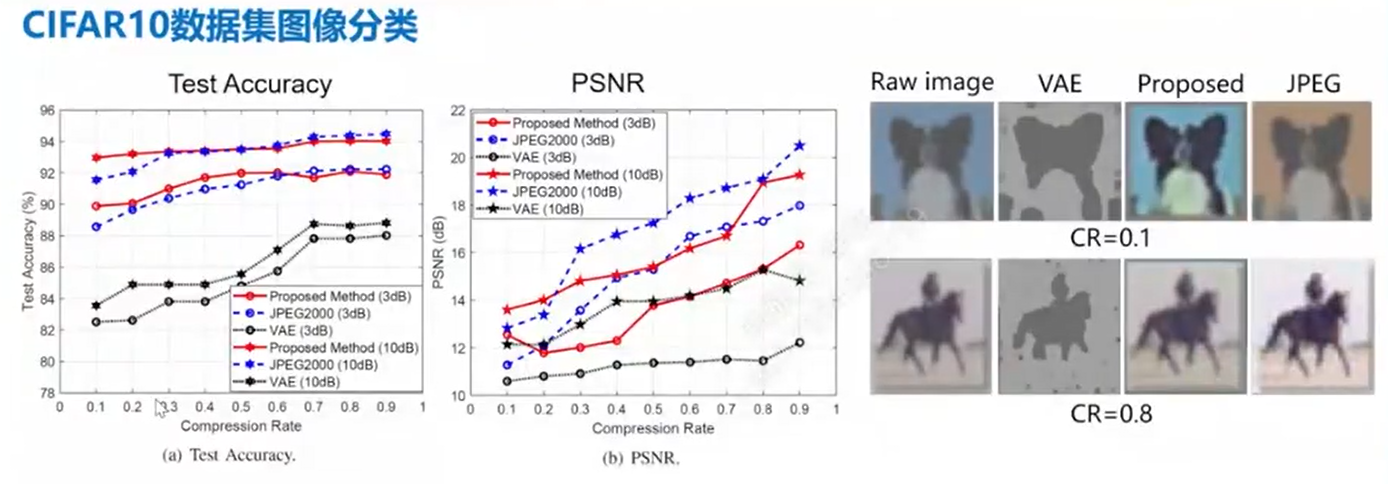 CIFAR10数据集图像分类
Test Accuracy
96
94
92
90
88
86
84
82
80
78
Test Accuracy (%)
Proposed Method (3dB)
JPEG2000 (3dB)
VAE (3dB)
Proposed Method (10dB)
JPEG2000 (10dB)
VAE (10dB)
0 0.1 0.2 0.3 0.4 0.5 0.6 0.7 0.8 0.9 1
Compression Rate
(a) Test Accuracy.
PSNR
22
20
18
16
14
12
10
PSNR (dB)
Proposed Method (3dB)
JPEG2000 (3dB)
VAE (3dB)
Proposed Method (10dB)
JPEG2000 (10dB)
VAE (10dB)
0 0.1 0.2 0.3 0.4 0.5 0.6 0.7 0.8 0.9 1
Compression Rate
(b) PSNR.
Raw image VAE Proposed JPEG
CR=0.1
CR=0.8